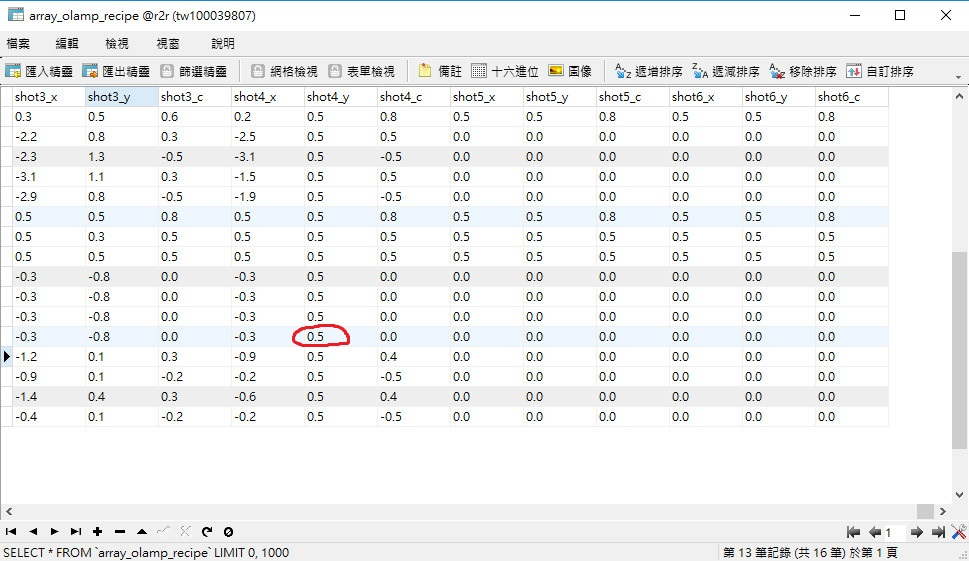 array_olamp_recipe @r2r (tw100039807)
檔案 編輯 檢視 視窗 說明
匯入精靈 匯出精靈 篩選精靈 網格檢視 表單檢視 備註 十六進位 圖像 遞增排序 遞減排序 移除排序 自訂排序
shot3_x shot3_y shot3_c shot4_x shot4_y shot4_c shot5_x shot5_y shot5_c shot6_x shot6_y shot6_c
0.3 0.5 0.6 0.2 0.5 0.8 0.5 0.5 0.8 0.5 0.5 0.8
-2.2 0.8 0.3 -2.5 0.5 0.5 0.0 0.0 0.0 0.0 0.0 0.0
-2.3 1.3 -0.5 -3.1 0.5 -0.5 0.0 0.0 0.0 0.0 0.0 0.0
-3.1 1.1 0.3 -1.5 0.5 0.5 0.0 0.0 0.0 0.0 0.0 0.0
-2.9 0.8 -0.5 -1.9 0.5 -0.5 0.0 0.0 0.0 0.0 0.0 0.0
0.5 0.5 0.8 0.5 0.5 0.8 0.5 0.5 0.8 0.5 0.5 0.8
0.5 0.3 0.5 0.5 0.5 0.5 0.5 0.5 0.5 0.5 0.5 0.5
0.5 0.5 0.5 0.5 0.5 0.5 0.5 0.5 0.5 0.5 0.5 0.5
-0.3 -0.8 0.0 -0.3 0.5 0.0 0.0 0.0 0.0 0.0 0.0 0.0
-0.3 -0.8 0.0 -0.3 0.5 0.0 0.0 0.0 0.0 0.0 0.0 0.0
-0.3 -0.8 0.0 -0.3 0.5 0.0 0.0 0.0 0.0 0.0 0.0 0.0
-0.3 -0.8 0.0 -0.3 0.5 0.0 0.0 0.0 0.0 0.0 0.0 0.0
-1.2 0.1 0.3 -0.9 0.5 0.4 0.0 0.0 0.0 0.0 0.0 0.0
-0.9 0.1 -0.2 -0.2 0.5 -0.5 0.0 0.0 0.0 0.0 0.0 0.0
-1.4 0.4 0.3 -0.6 0.5 0.4 0.0 0.0 0.0 0.0 0.0 0.0
-0.4 0.1 -0.2 -0.2 0.5 -0.5 0.0 0.0 0.0 0.0 0.0 0.0
1
SELECT * FROM `array_olamp_recipe` LIMIT 0, 1000 第 13 筆記錄 (共 16 筆) 於第 1 頁